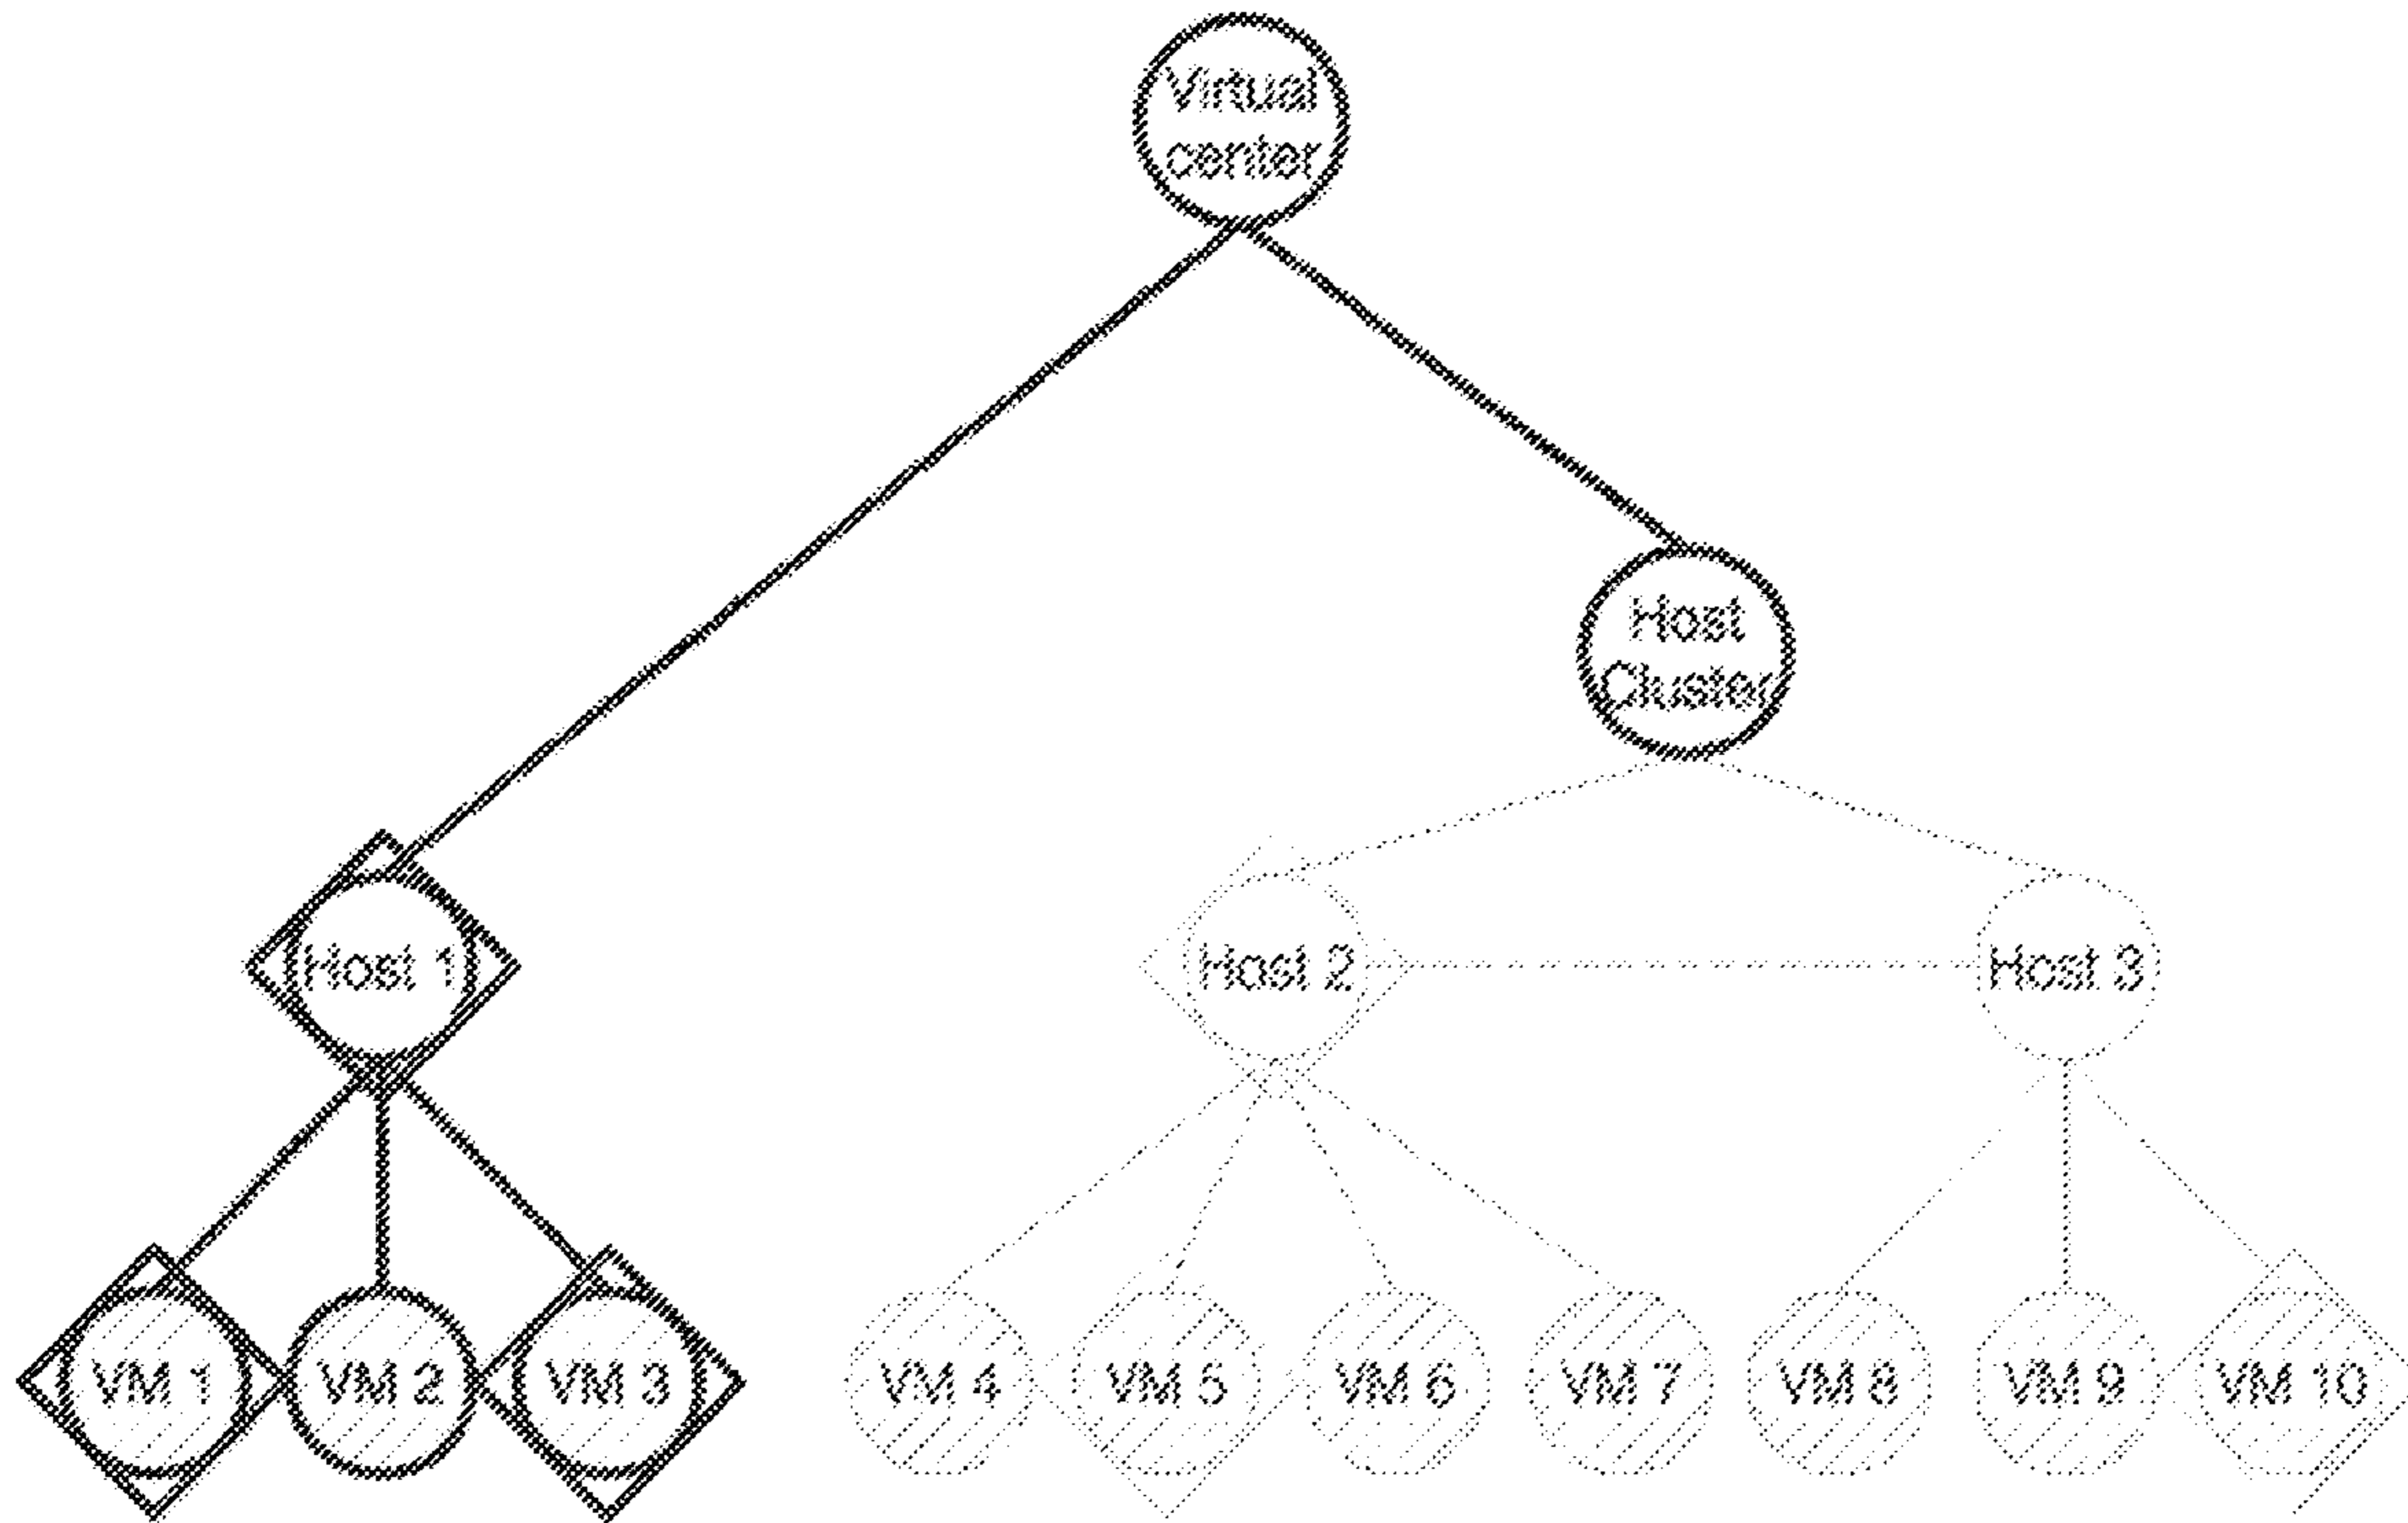 Virtual
center
Host
Cluster
Host 1
Host 2
Host 3
VM 1
VM 2
VM 3
VM 4
VM 5
VM 6
VM 7
VM 8
VM 9
VM 10